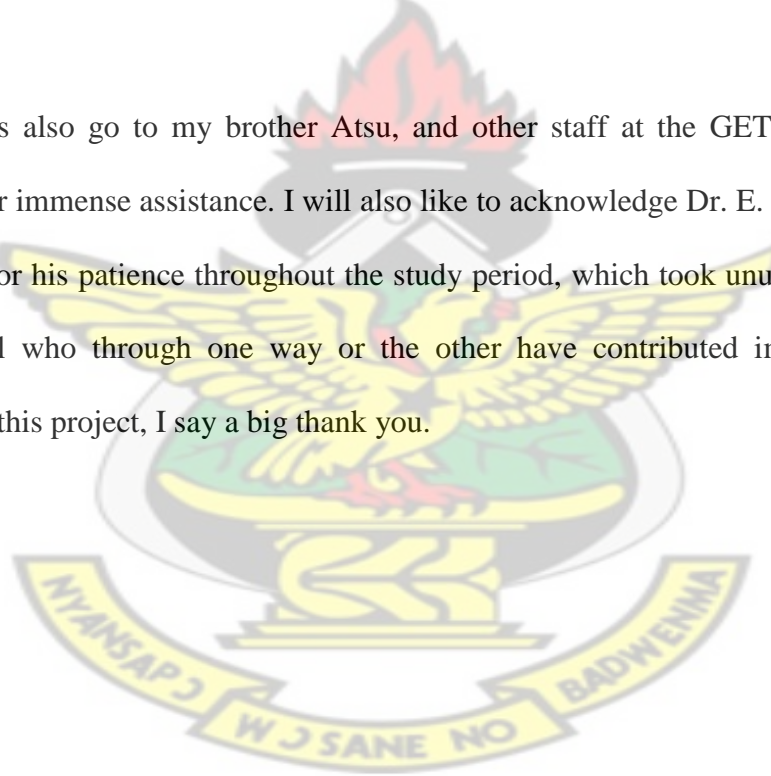 s also go to my brother Atsu, and other staff at the GET
r immense assistance. I will also like to acknowledge Dr. E.
or his patience throughout the study period, which took unu
l who through one way or the other have contributed in
this project, I say a big thank you.
NYANSAPƆ WƆSANE NO BADWENMA